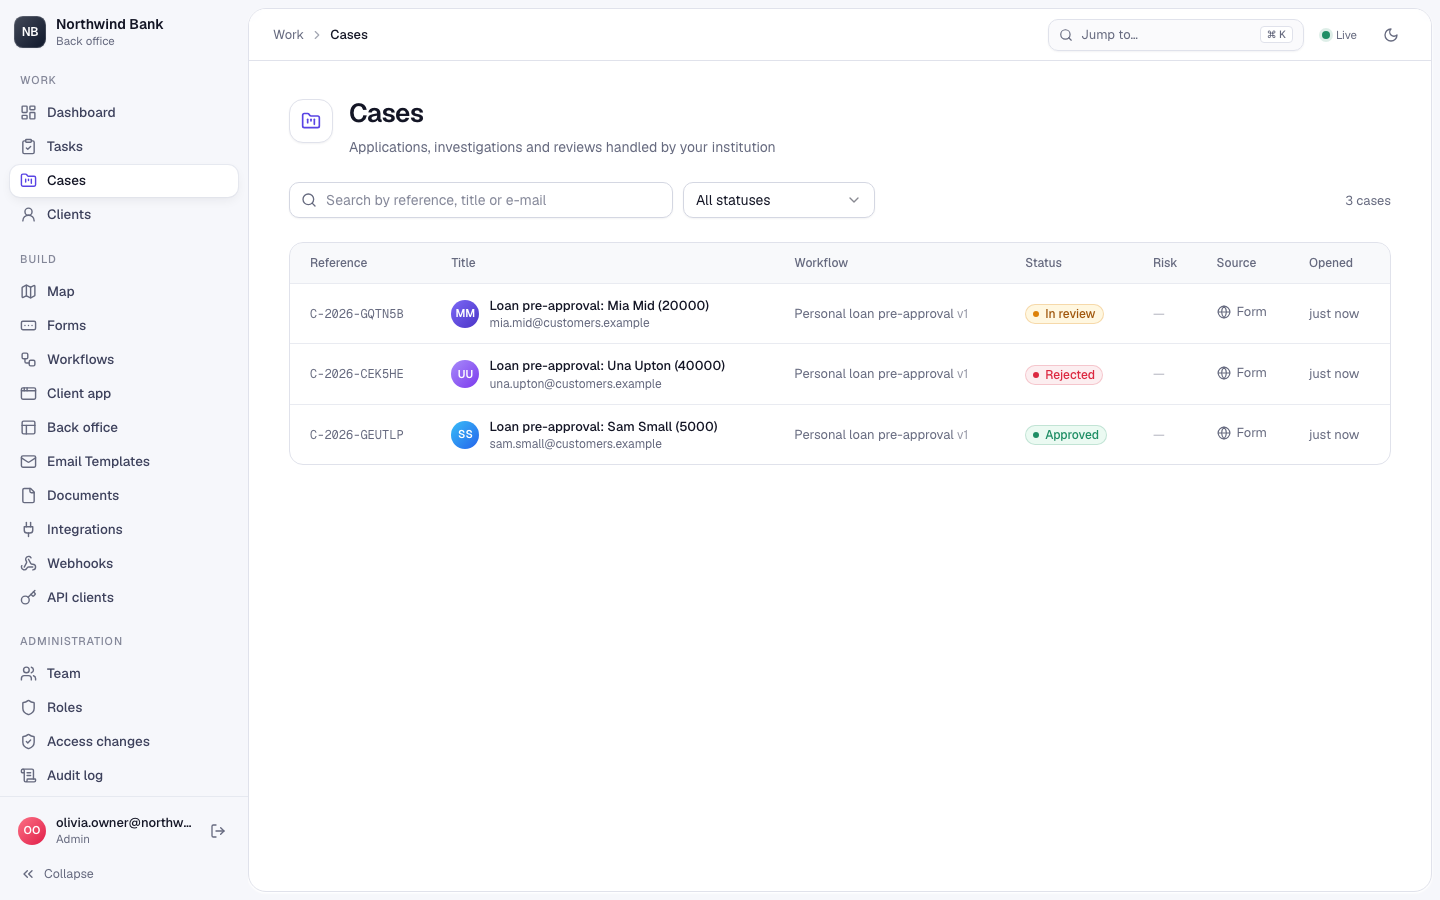 NB
Northwind Bank
Back office
WORK
Dashboard
Tasks
Cases
Clients
BUILD
Map
Forms
Workflows
Client app
Back office
Email Templates
Documents
Integrations
Webhooks
API clients
ADMINISTRATION
Team
Roles
Access changes
Audit log
OO
olivia.owner@northw...
Admin
Collapse
Work > Cases
Jump to...
⌘ K
Live
Cases
Applications, investigations and reviews handled by your institution
Search by reference, title or e-mail
All statuses
3 cases
Reference Title Workflow Status Risk Source Opened
C-2026-GQTN5B MM Loan pre-approval: Mia Mid (20000) Personal loan pre-approval v1 In review — Form just now
mia.mid@customers.example
C-2026-CEK5HE UU Loan pre-approval: Una Upton (40000) Personal loan pre-approval v1 Rejected — Form just now
una.upton@customers.example
C-2026-GEUTLP SS Loan pre-approval: Sam Small (5000) Personal loan pre-approval v1 Approved — Form just now
sam.small@customers.example